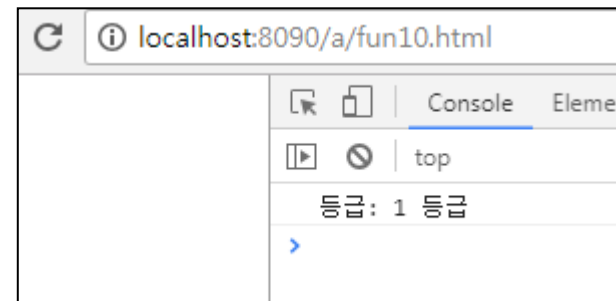 localhost:8090/a/fun10.html
Console Eleme
top
등급: 1 등급